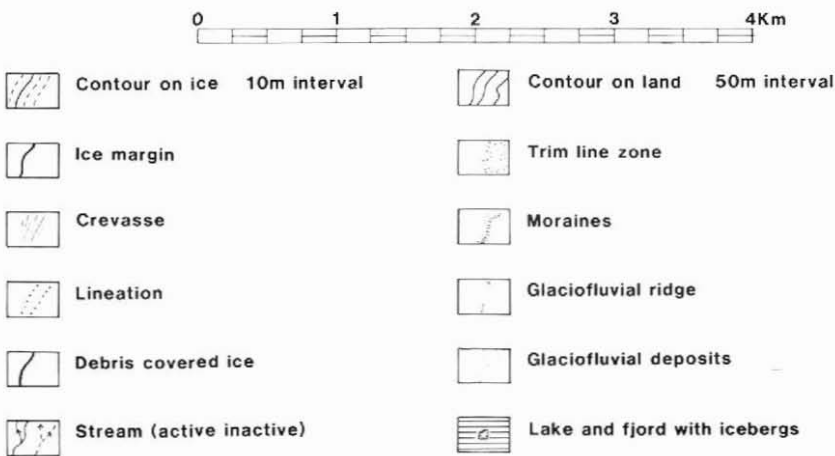 0 1 2 3 4Km
Contour on ice 10m interval
Contour on land 50m interval
Ice margin
Trim line zone
Crevasse
Moraines
Lineation
Glaciofluvial ridge
Debris covered ice
Glaciofluvial deposits
Stream (active inactive)
Lake and fjord with icebergs